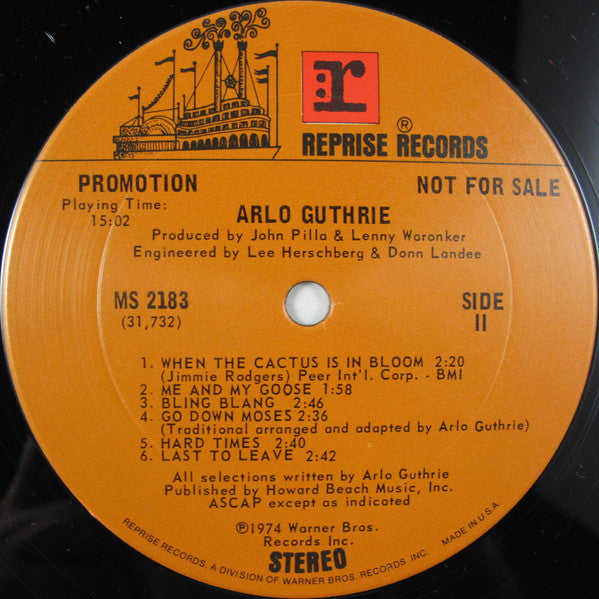 r
REPRISE RECORDS ®
PROMOTION
NOT FOR SALE
Playing Time:
15:02
ARLO GUTHRIE
Produced by John Pilla & Lenny Waronker
Engineered by Lee Herschberg & Donn Landee
MS 2183
(31,732)
SIDE
II
1. WHEN THE CACTUS IS IN BLOOM 2:20
(Jimmie Rodgers) Peer Int'l. Corp. - BMI
2. ME AND MY GOOSE 1:58
3. BLING BLANG 2:46
4. GO DOWN MOSES 2:36
(Traditional arranged and adapted by Arlo Guthrie)
5. HARD TIMES 2:40
6. LAST TO LEAVE 2:42
All selections written by Arlo Guthrie
Published by Howard Beach Music, Inc.
ASCAP except as indicated
℗1974 Warner Bros.
Records Inc.
STEREO
REPRISE RECORDS, A DIVISION OF WARNER BROS. RECORDS, INC.
MADE IN U.S.A.